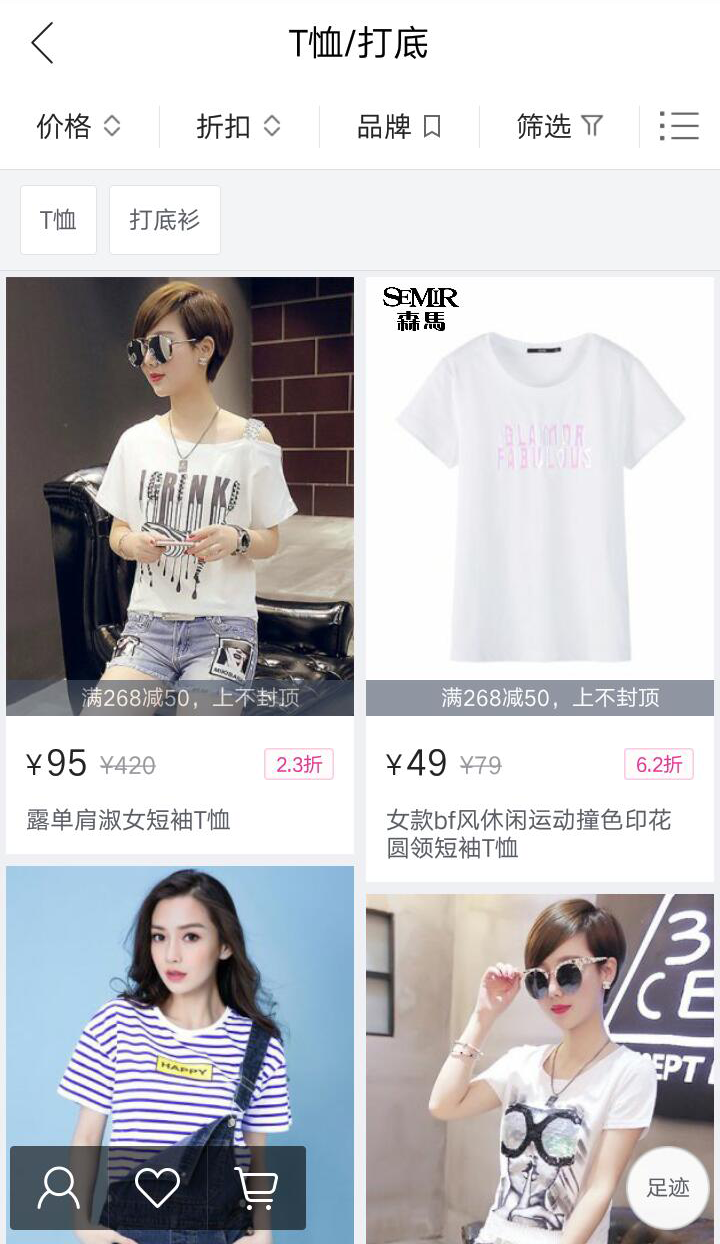 T恤/打底
价格
折扣
品牌
筛选
T恤
打底衫
SEMIR
森馬
GLAMOR
FABULOUS
满268减50，上不封顶
满268减50，上不封顶
¥95 ¥420 2.3折
¥49 ¥79 6.2折
露单肩淑女短袖T恤
女款bf风休闲运动撞色印花
圆领短袖T恤
HAPPY
3
CE
EPT
足迹